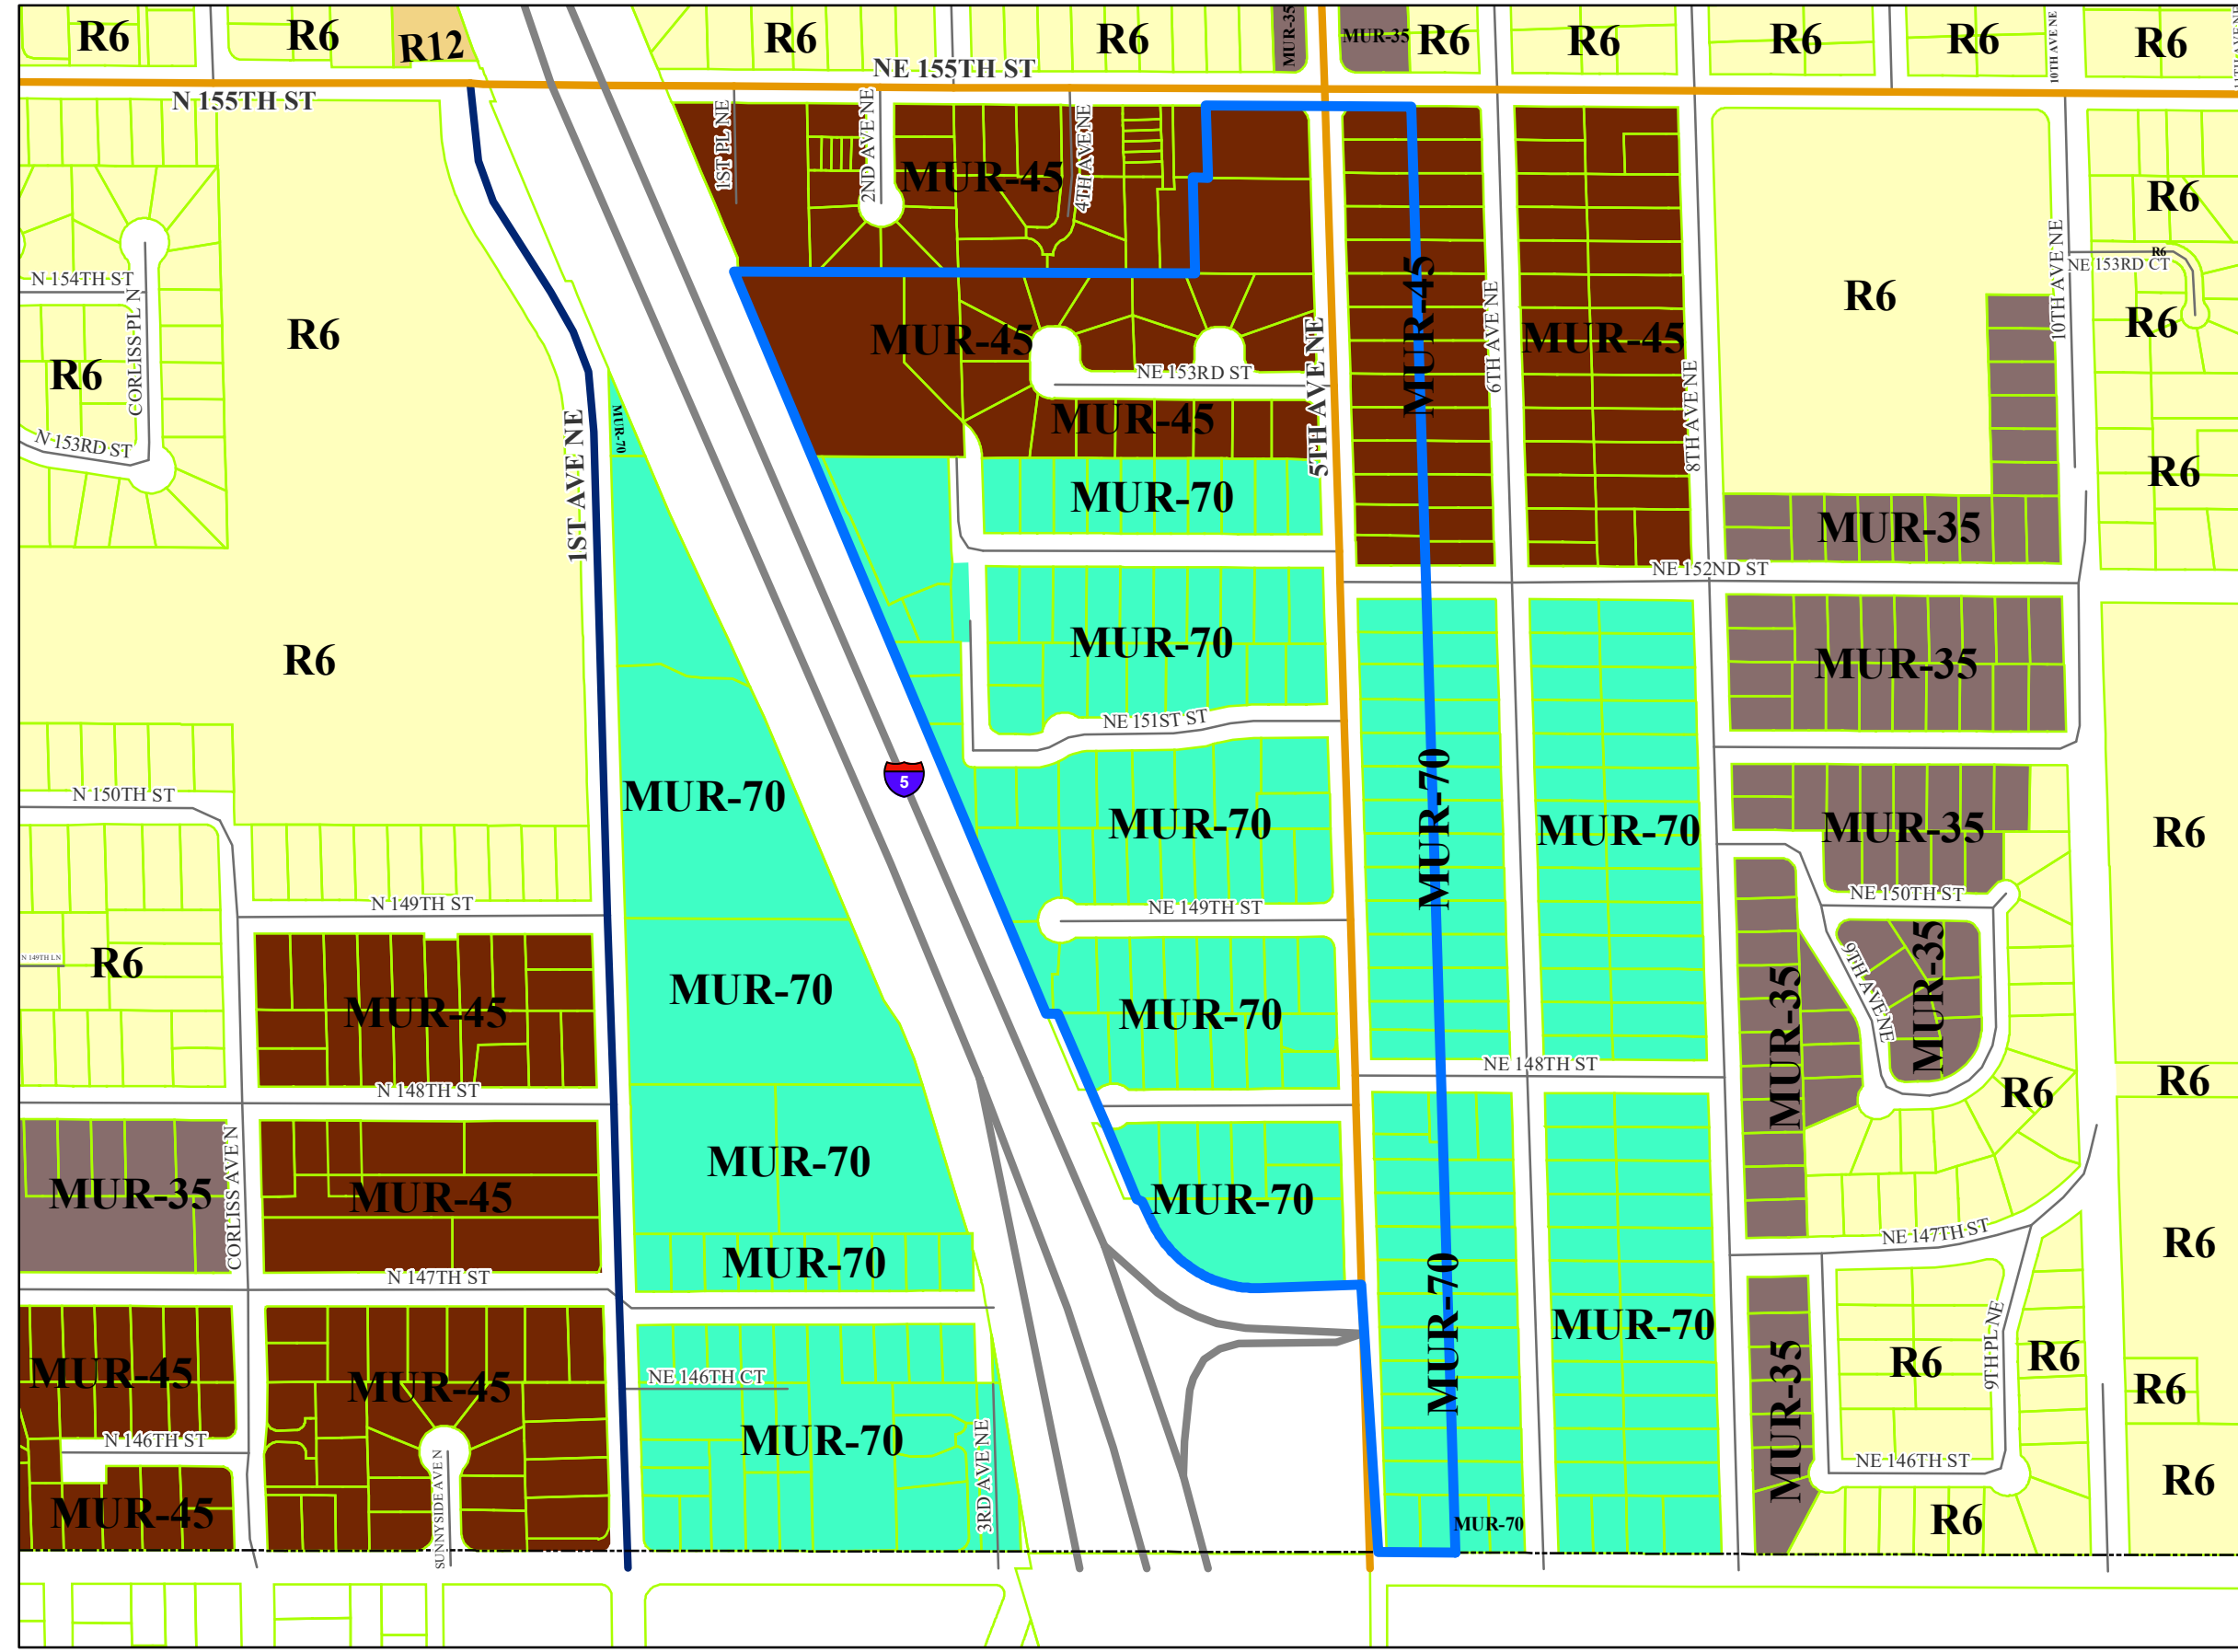 R6
R6
R12
R6
R6
MUR-35
MUR-35
R6
R6
R6
R6
10TH AVE NE
R6
NE 155TH ST
N 155TH ST
1ST PL NE
2ND AVE NE
4TH AVE NE
MUR-45
R6
R6
NE 153RD CT
10TH AVE NE
N 154TH ST
CORLISS PL N
R6
R6
R6
R6
MUR-45
MUR-45
6TH AVE NE
MUR-45
5TH AVE NE
NE 153RD ST
8TH AVE NE
MUR-45
MUR-70
N 153RD ST
1ST AVE NE
R6
MUR-70
MUR-35
NE 152ND ST
R6
MUR-70
MUR-35
NE 151ST ST
5
N 150TH ST
MUR-70
MUR-70
MUR-70
MUR-70
MUR-35
R6
N 149TH ST
NE 149TH ST
NE 150TH ST
N 149TH LN
R6
MUR-45
MUR-70
MUR-70
MUR-35
9TH AVE NE
MUR-35
N 148TH ST
NE 148TH ST
R6
R6
MUR-35
CORLISS AVE N
MUR-45
MUR-70
MUR-70
NE 147TH ST
R6
N 147TH ST
MUR-70
MUR-70
MUR-70
MUR-45
MUR-45
NE 146TH CT
MUR-35
R6
9TH PL NE
R6
R6
N 146TH ST
MUR-70
NE 146TH ST
3RD AVE NE
SUNNYSIDE AVE N
MUR-45
MUR-70
R6
R6